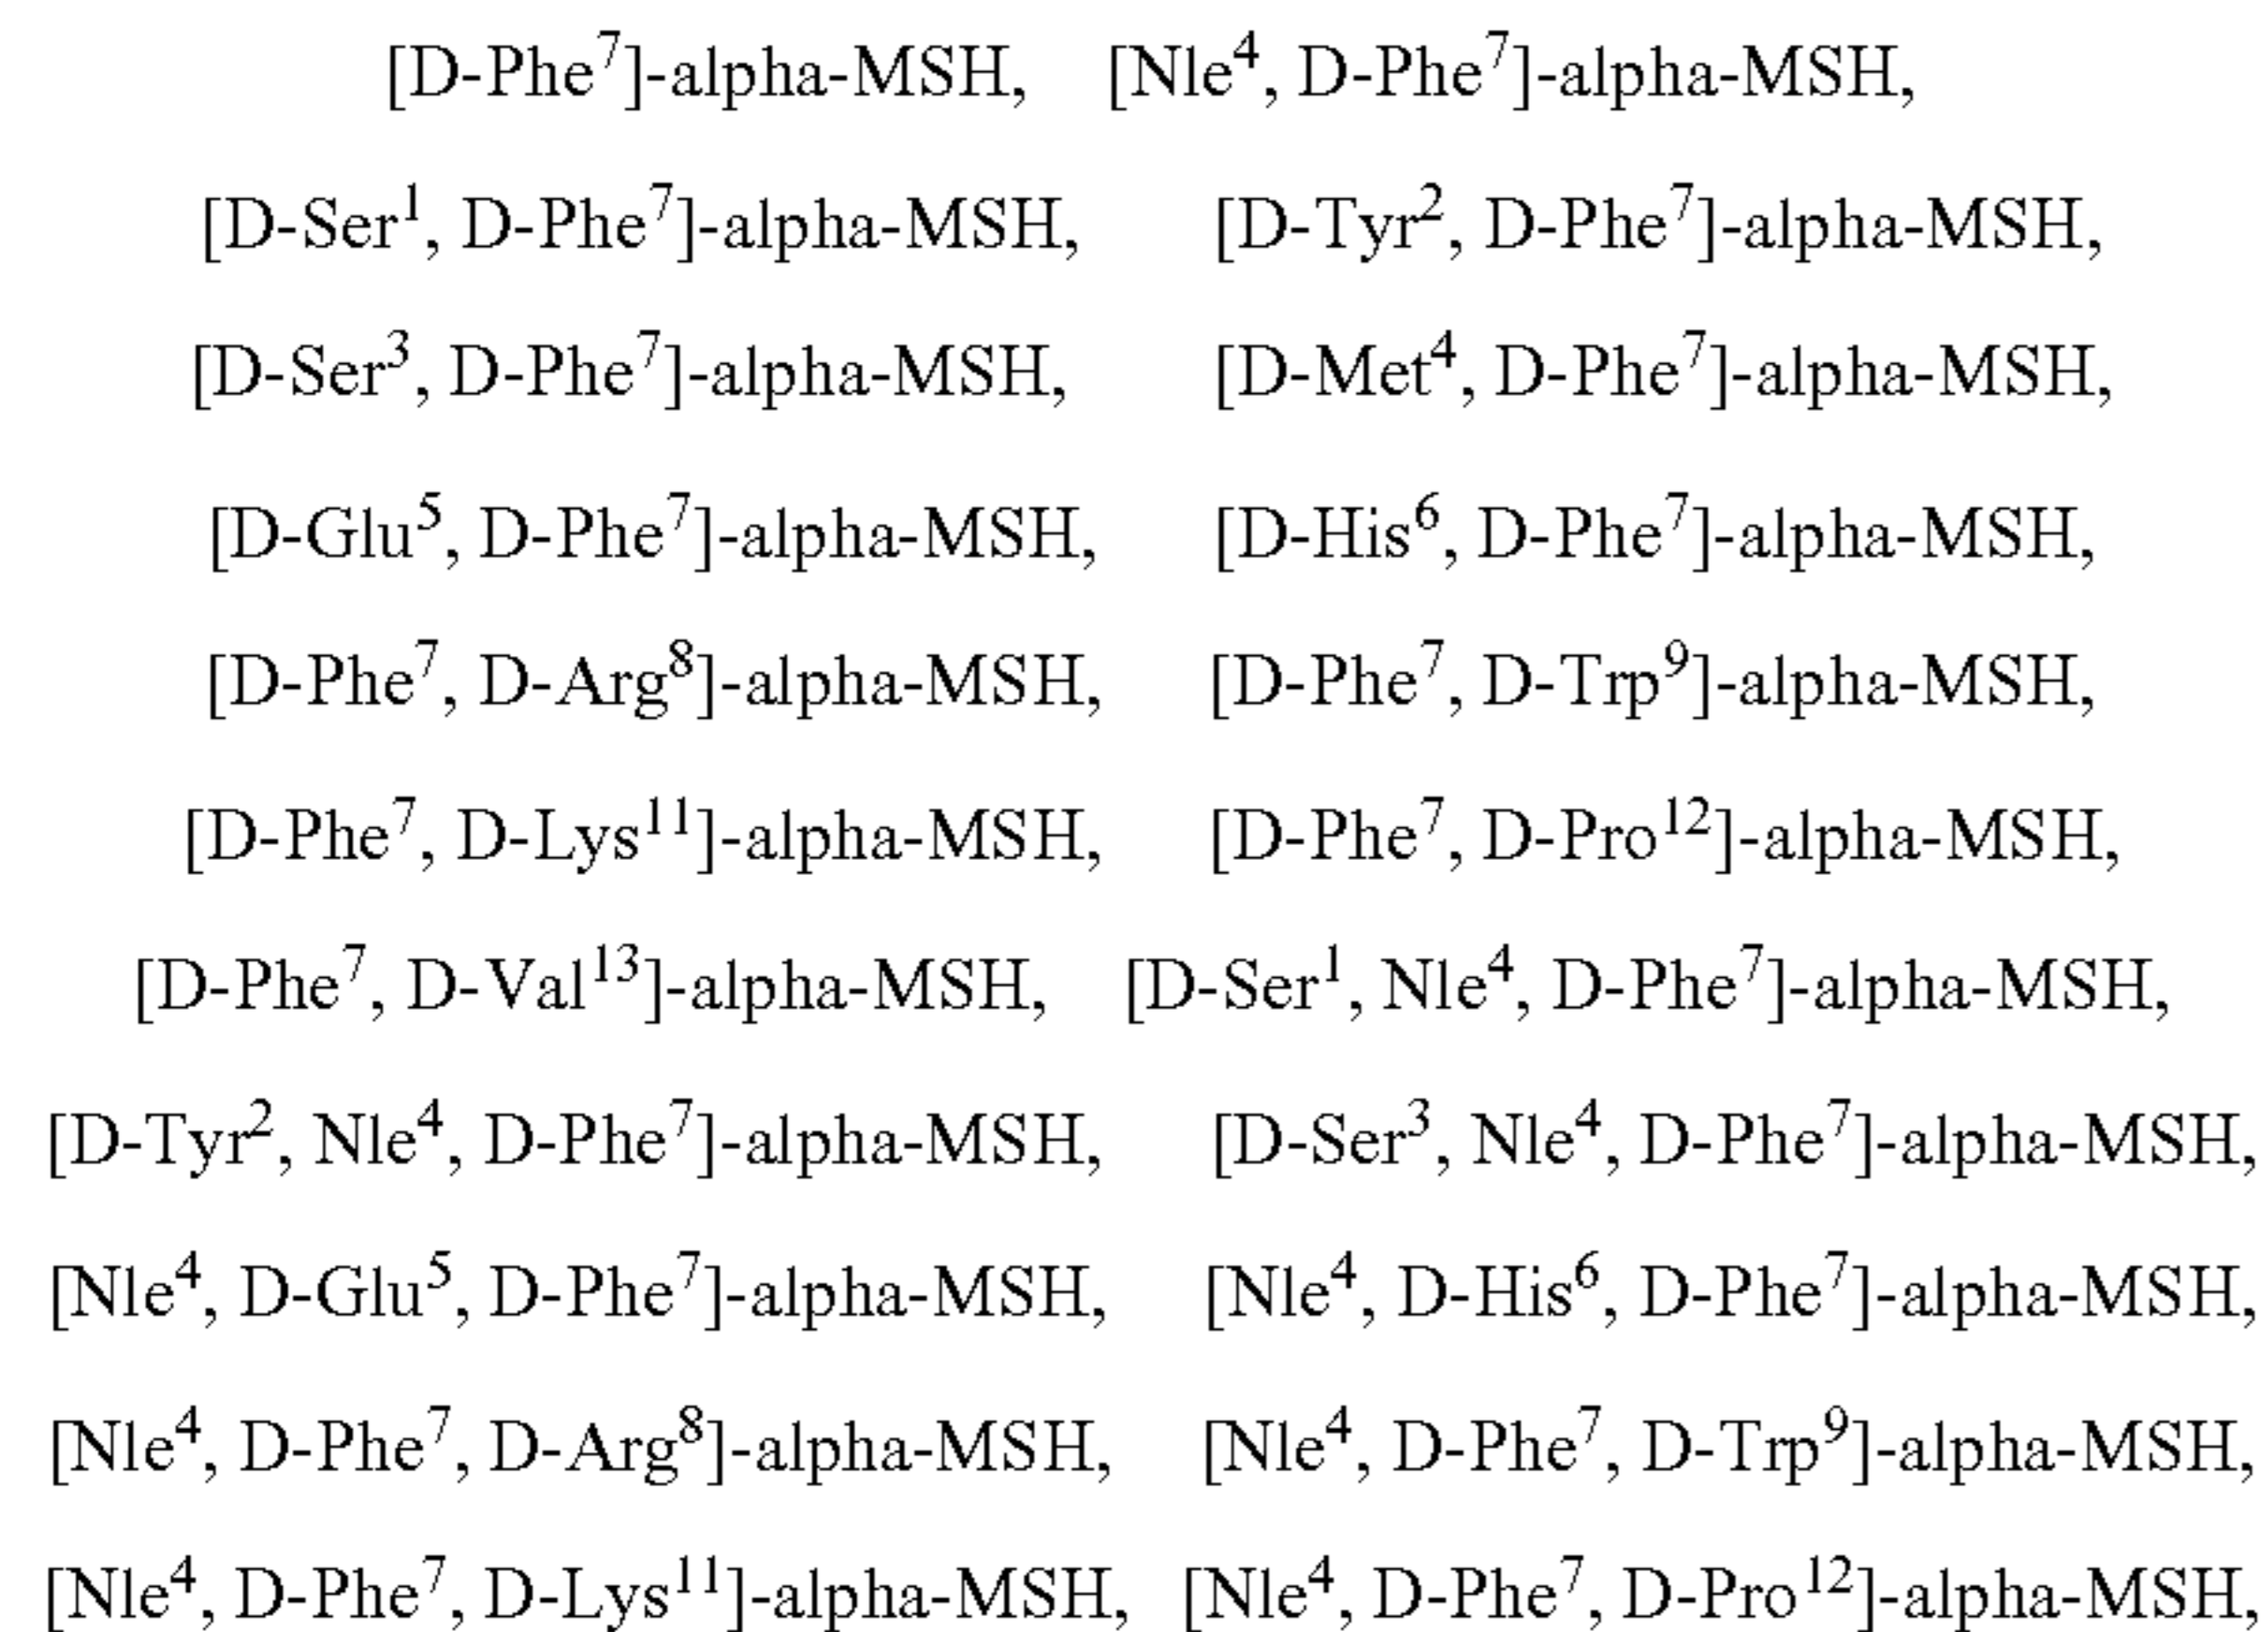 [D-Phe⁷]-alpha-MSH, [Nle⁴, D-Phe⁷]-alpha-MSH,
[D-Ser¹, D-Phe⁷]-alpha-MSH, [D-Tyr², D-Phe⁷]-alpha-MSH,
[D-Ser³, D-Phe⁷]-alpha-MSH, [D-Met⁴, D-Phe⁷]-alpha-MSH,
[D-Glu⁵, D-Phe⁷]-alpha-MSH, [D-His⁶, D-Phe⁷]-alpha-MSH,
[D-Phe⁷, D-Arg⁸]-alpha-MSH, [D-Phe⁷, D-Trp⁹]-alpha-MSH,
[D-Phe⁷, D-Lys¹¹]-alpha-MSH, [D-Phe⁷, D-Pro¹²]-alpha-MSH,
[D-Phe⁷, D-Val¹³]-alpha-MSH, [D-Ser¹, Nle⁴, D-Phe⁷]-alpha-MSH,
[D-Tyr², Nle⁴, D-Phe⁷]-alpha-MSH, [D-Ser³, Nle⁴, D-Phe⁷]-alpha-MSH,
[Nle⁴, D-Glu⁵, D-Phe⁷]-alpha-MSH, [Nle⁴, D-His⁶, D-Phe⁷]-alpha-MSH,
[Nle⁴, D-Phe⁷, D-Arg⁸]-alpha-MSH, [Nle⁴, D-Phe⁷, D-Trp⁹]-alpha-MSH,
[Nle⁴, D-Phe⁷, D-Lys¹¹]-alpha-MSH, [Nle⁴, D-Phe⁷, D-Pro¹²]-alpha-MSH,